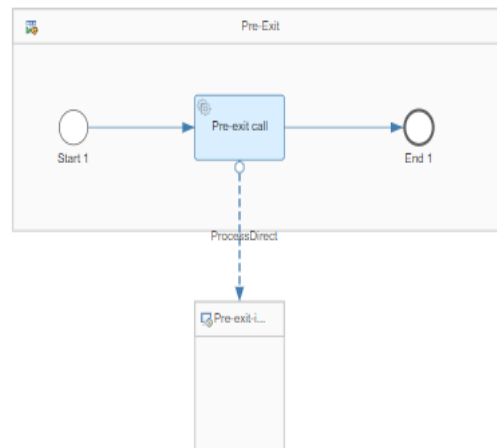 Pre-Exit
Pre-exit call
Start 1
End 1
ProcessDirect
Pre-exit-i...